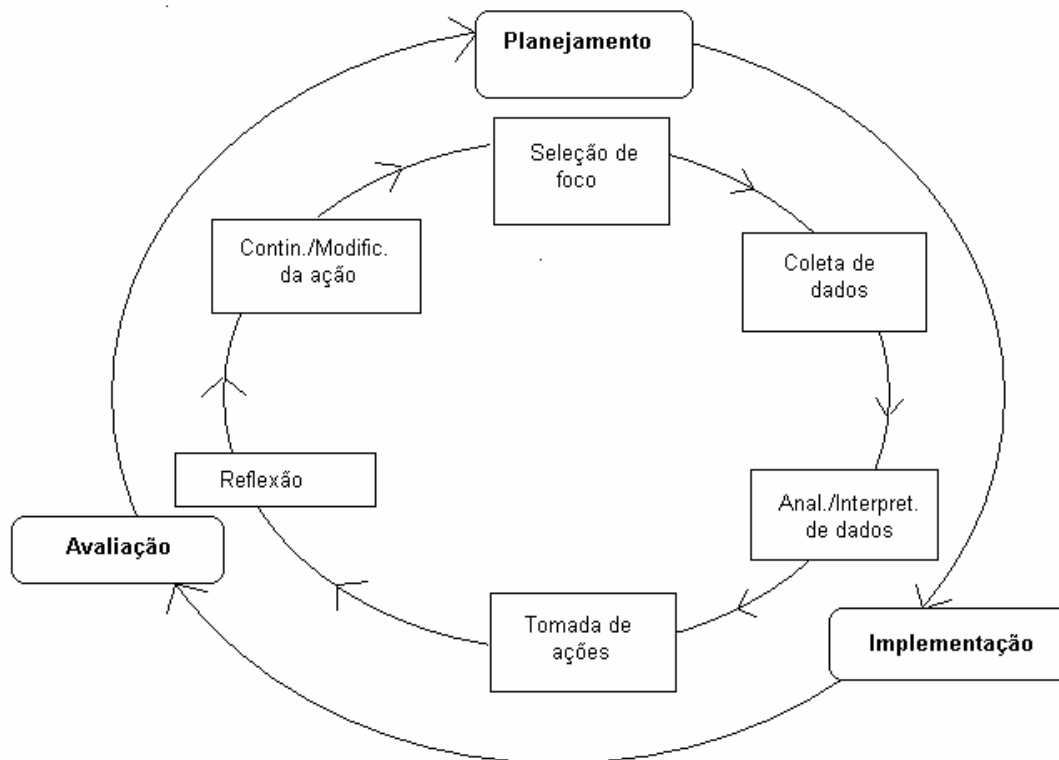 Planejamento
Seleção de
foco
Contin./Modific.
da ação
Coleta de
dados
Reflexão
Anal./Interpret.
de dados
Avaliação
Tomada de
ações
Implementação